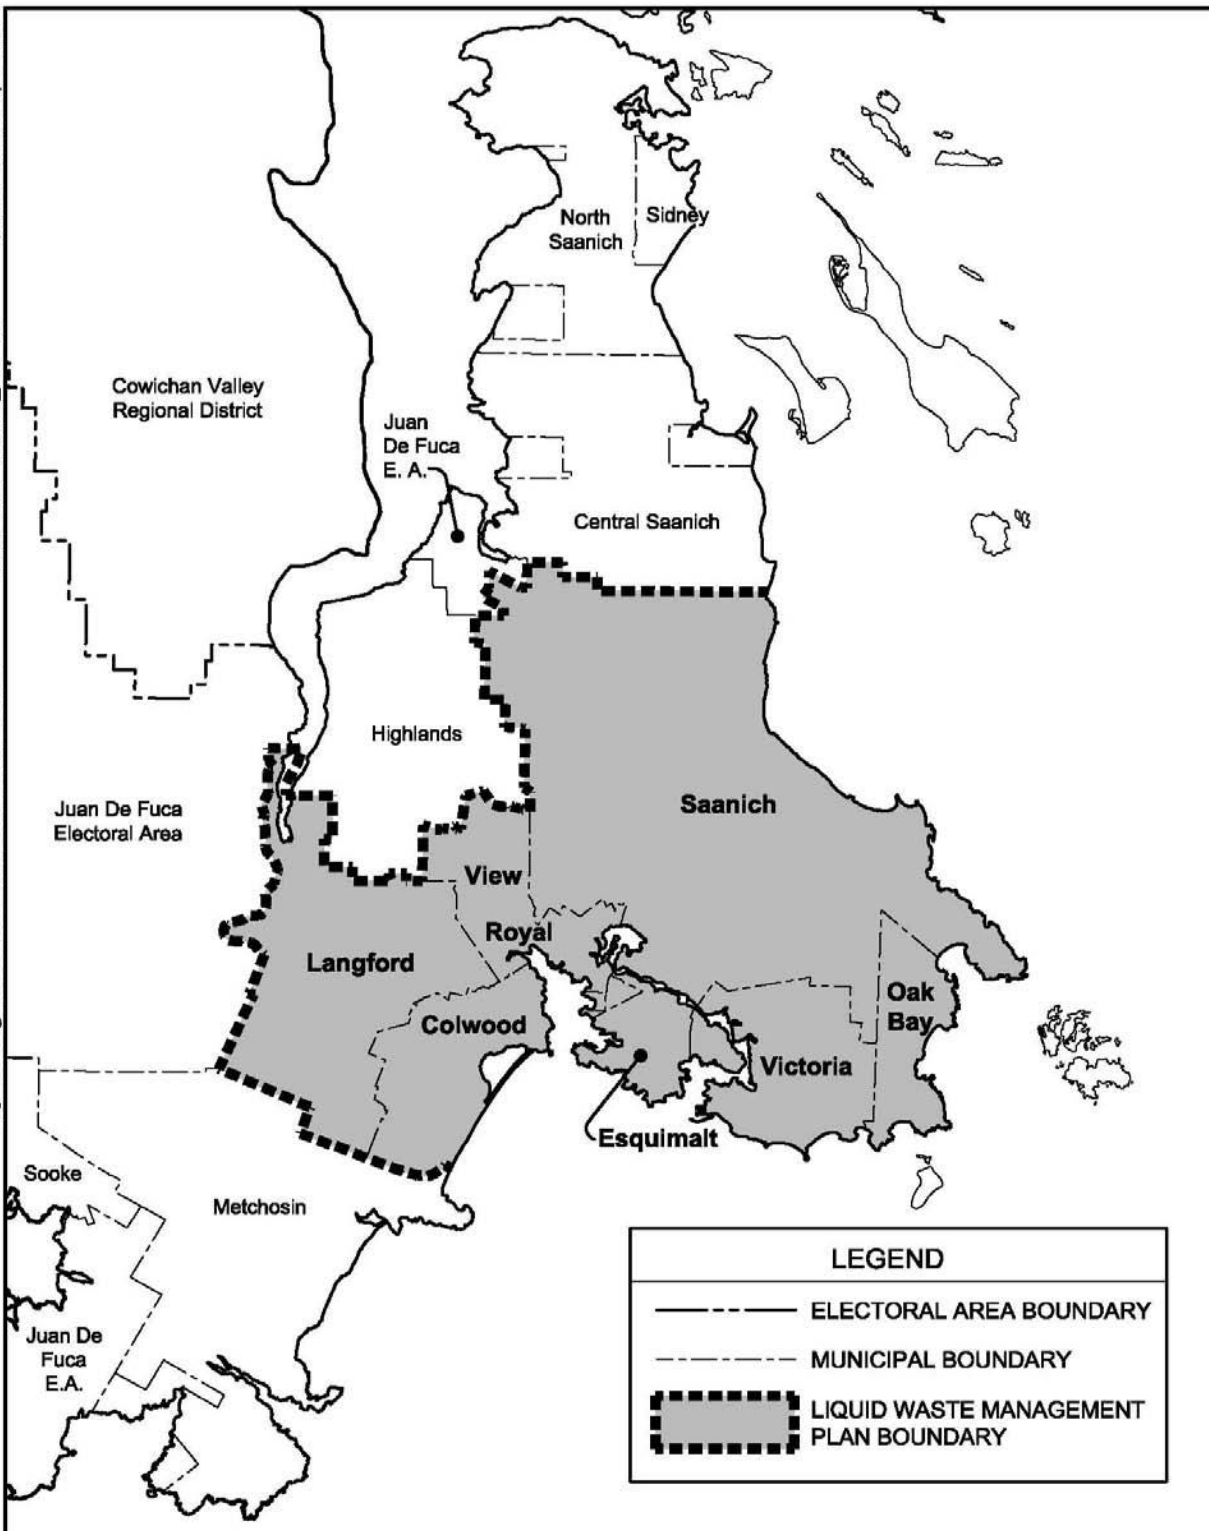 North
Saanich
Sidney
Cowichan Valley
Regional District
Juan
De Fuca
E. A.
Central Saanich
Highlands
Juan De Fuca
Electoral Area
Saanich
View
Royal
Langford
Oak
Bay
Colwood
Victoria
Esquimalt
Sooke
Metchosin
Juan De
Fuca
E.A.
LEGEND
ELECTORAL AREA BOUNDARY
MUNICIPAL BOUNDARY
LIQUID WASTE MANAGEMENT
PLAN BOUNDARY